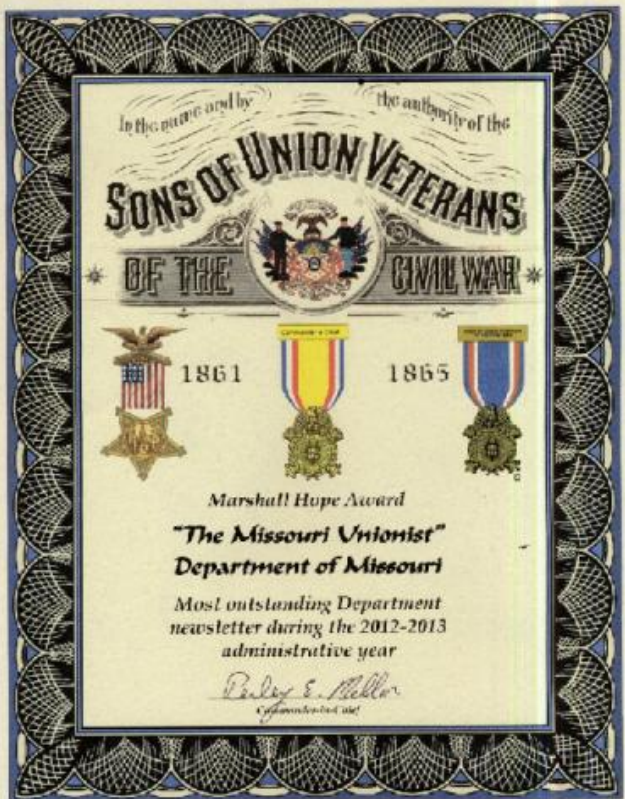 In the name and by the authority of the
SONS OF UNION VETERANS
OF THE CIVIL WAR
1861 1865
Marshall Hope Award
"The Missouri Unionist"
Department of Missouri
Most outstanding Department
newsletter during the 2012-2013
administrative year
Commander-in-Chief